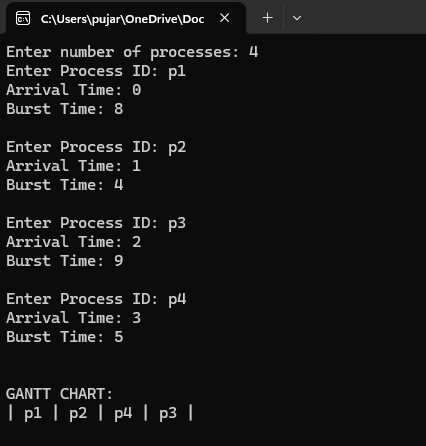 C:\Users\pujar\OneDrive\Doc
Enter number of processes: 4
Enter Process ID: p1
Arrival Time: 0
Burst Time: 8
Enter Process ID: p2
Arrival Time: 1
Burst Time: 4
Enter Process ID: p3
Arrival Time: 2
Burst Time: 9
Enter Process ID: p4
Arrival Time: 3
Burst Time: 5
GANTT CHART:
| p1 | p2 | p4 | p3 |